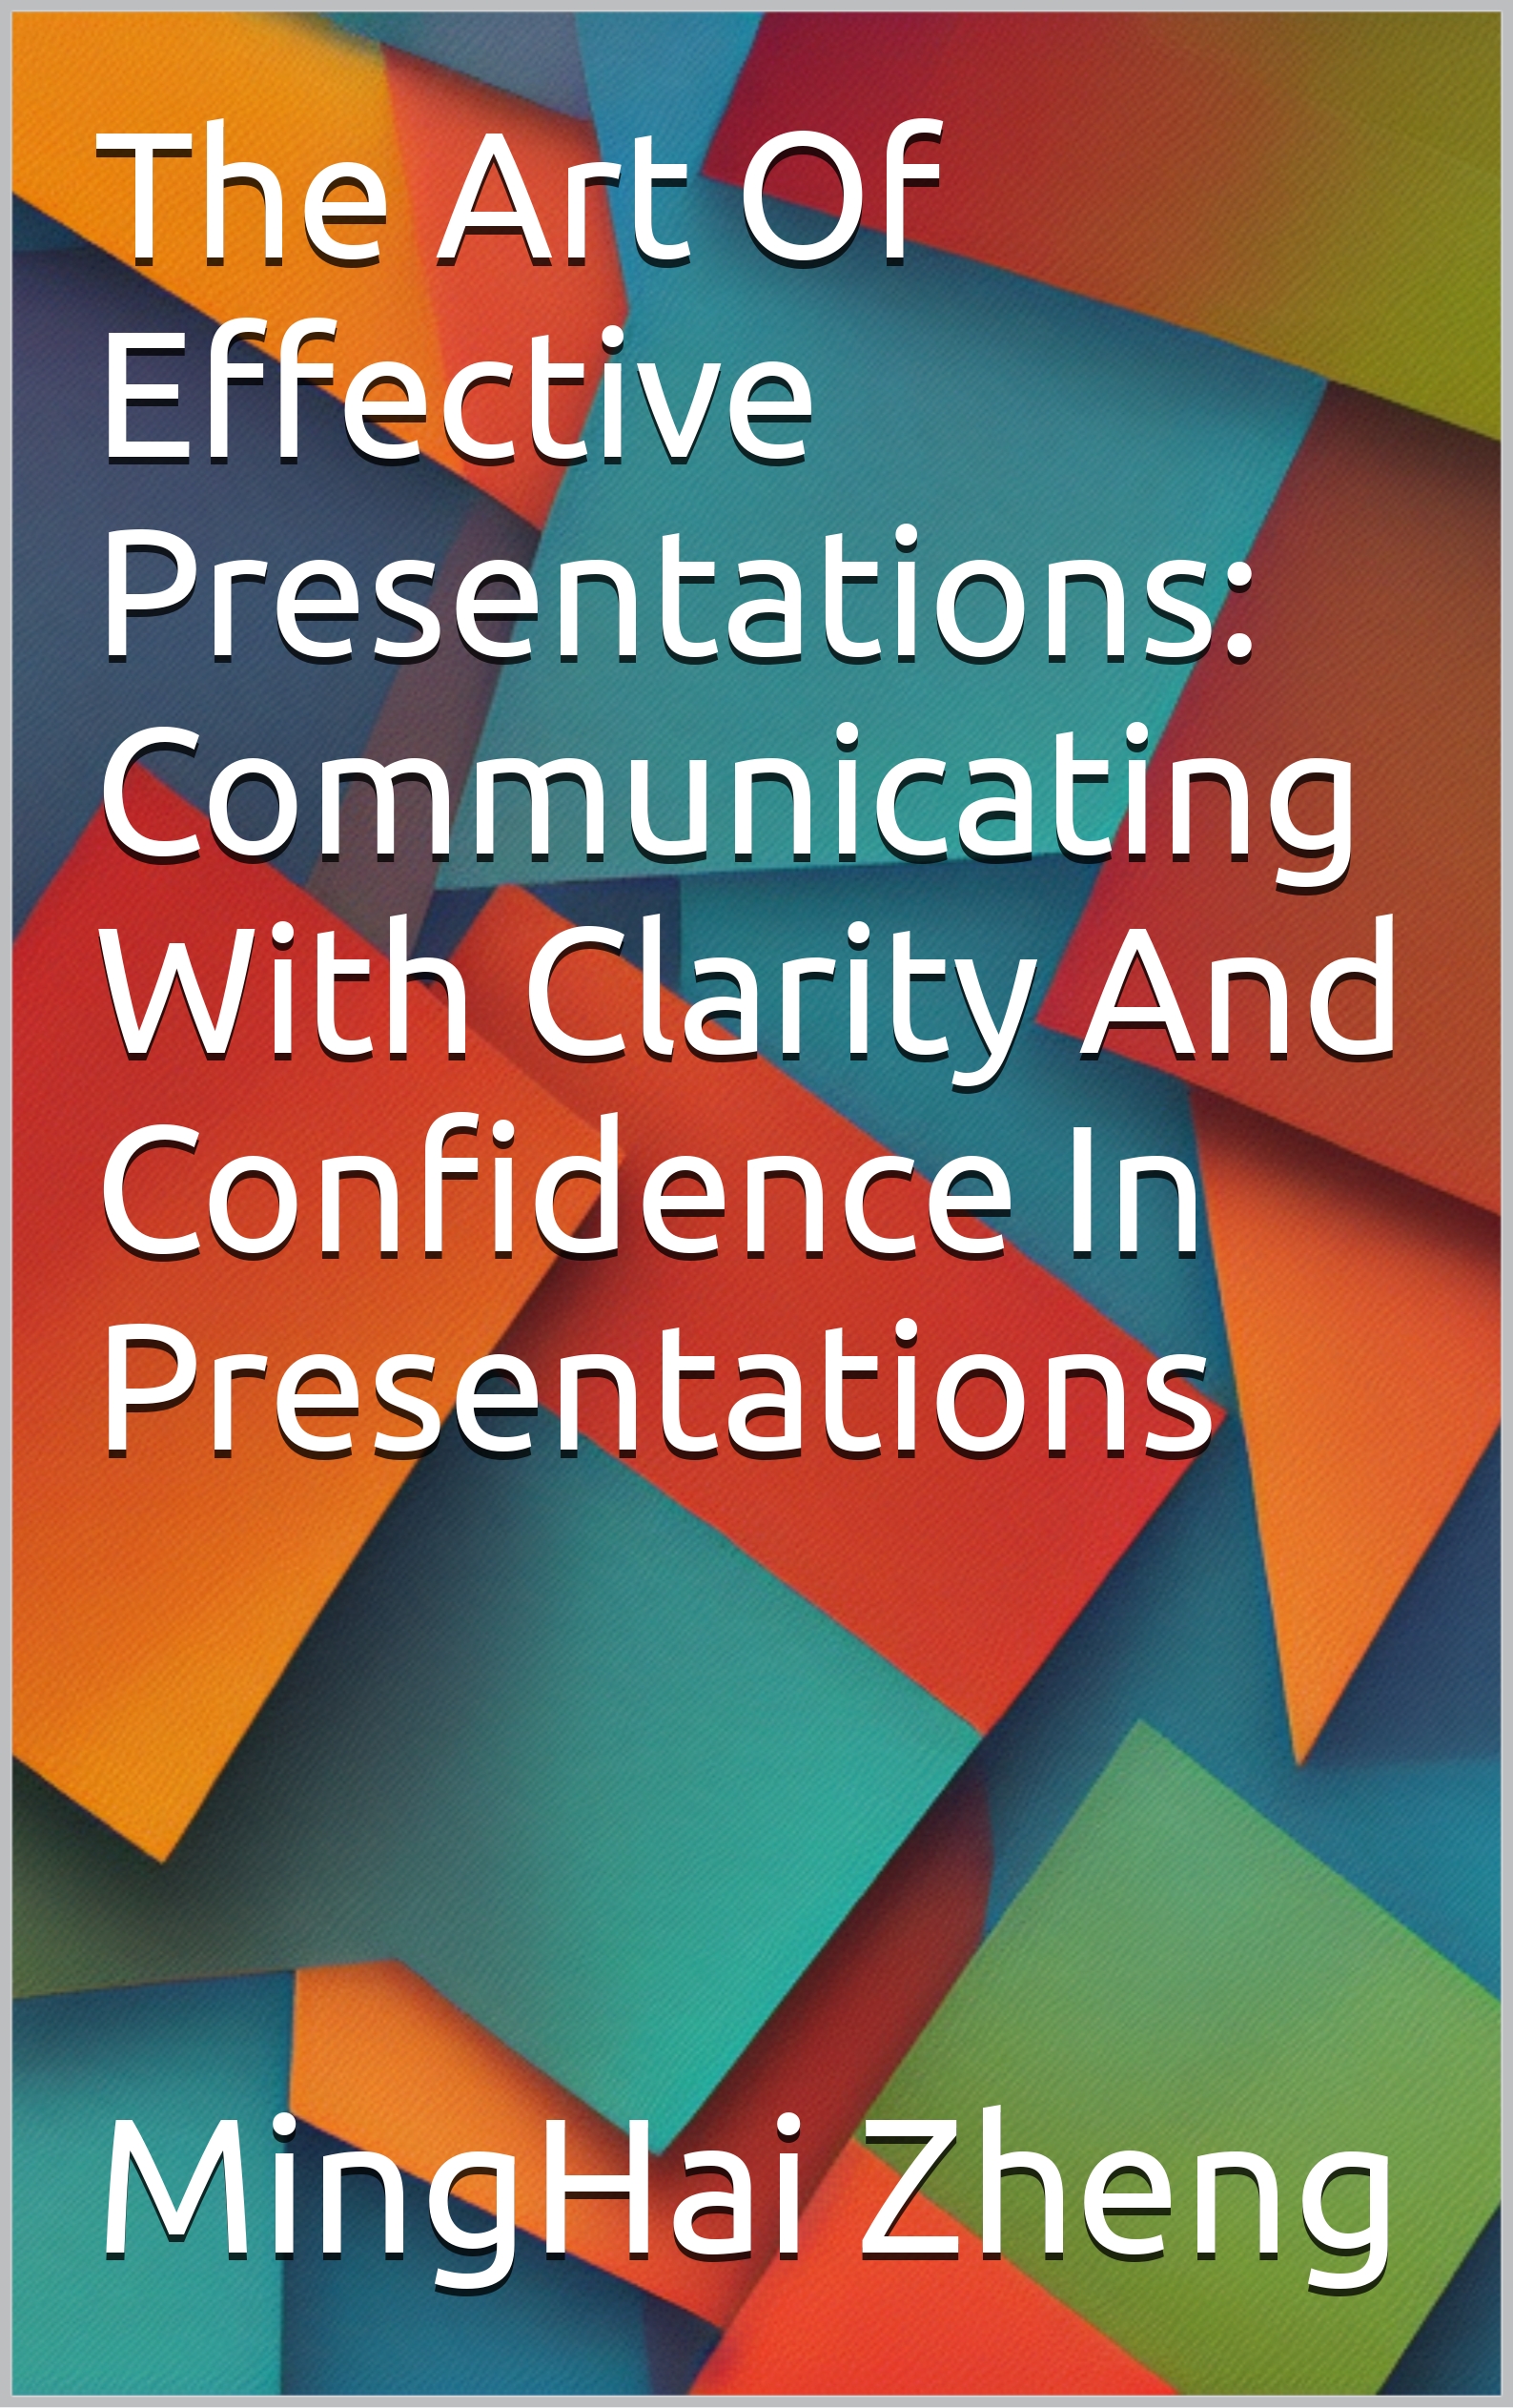 The Art Of
Effective
Presentations:
Communicating
With Clarity And
Confidence In
Presentations
MingHai Zheng